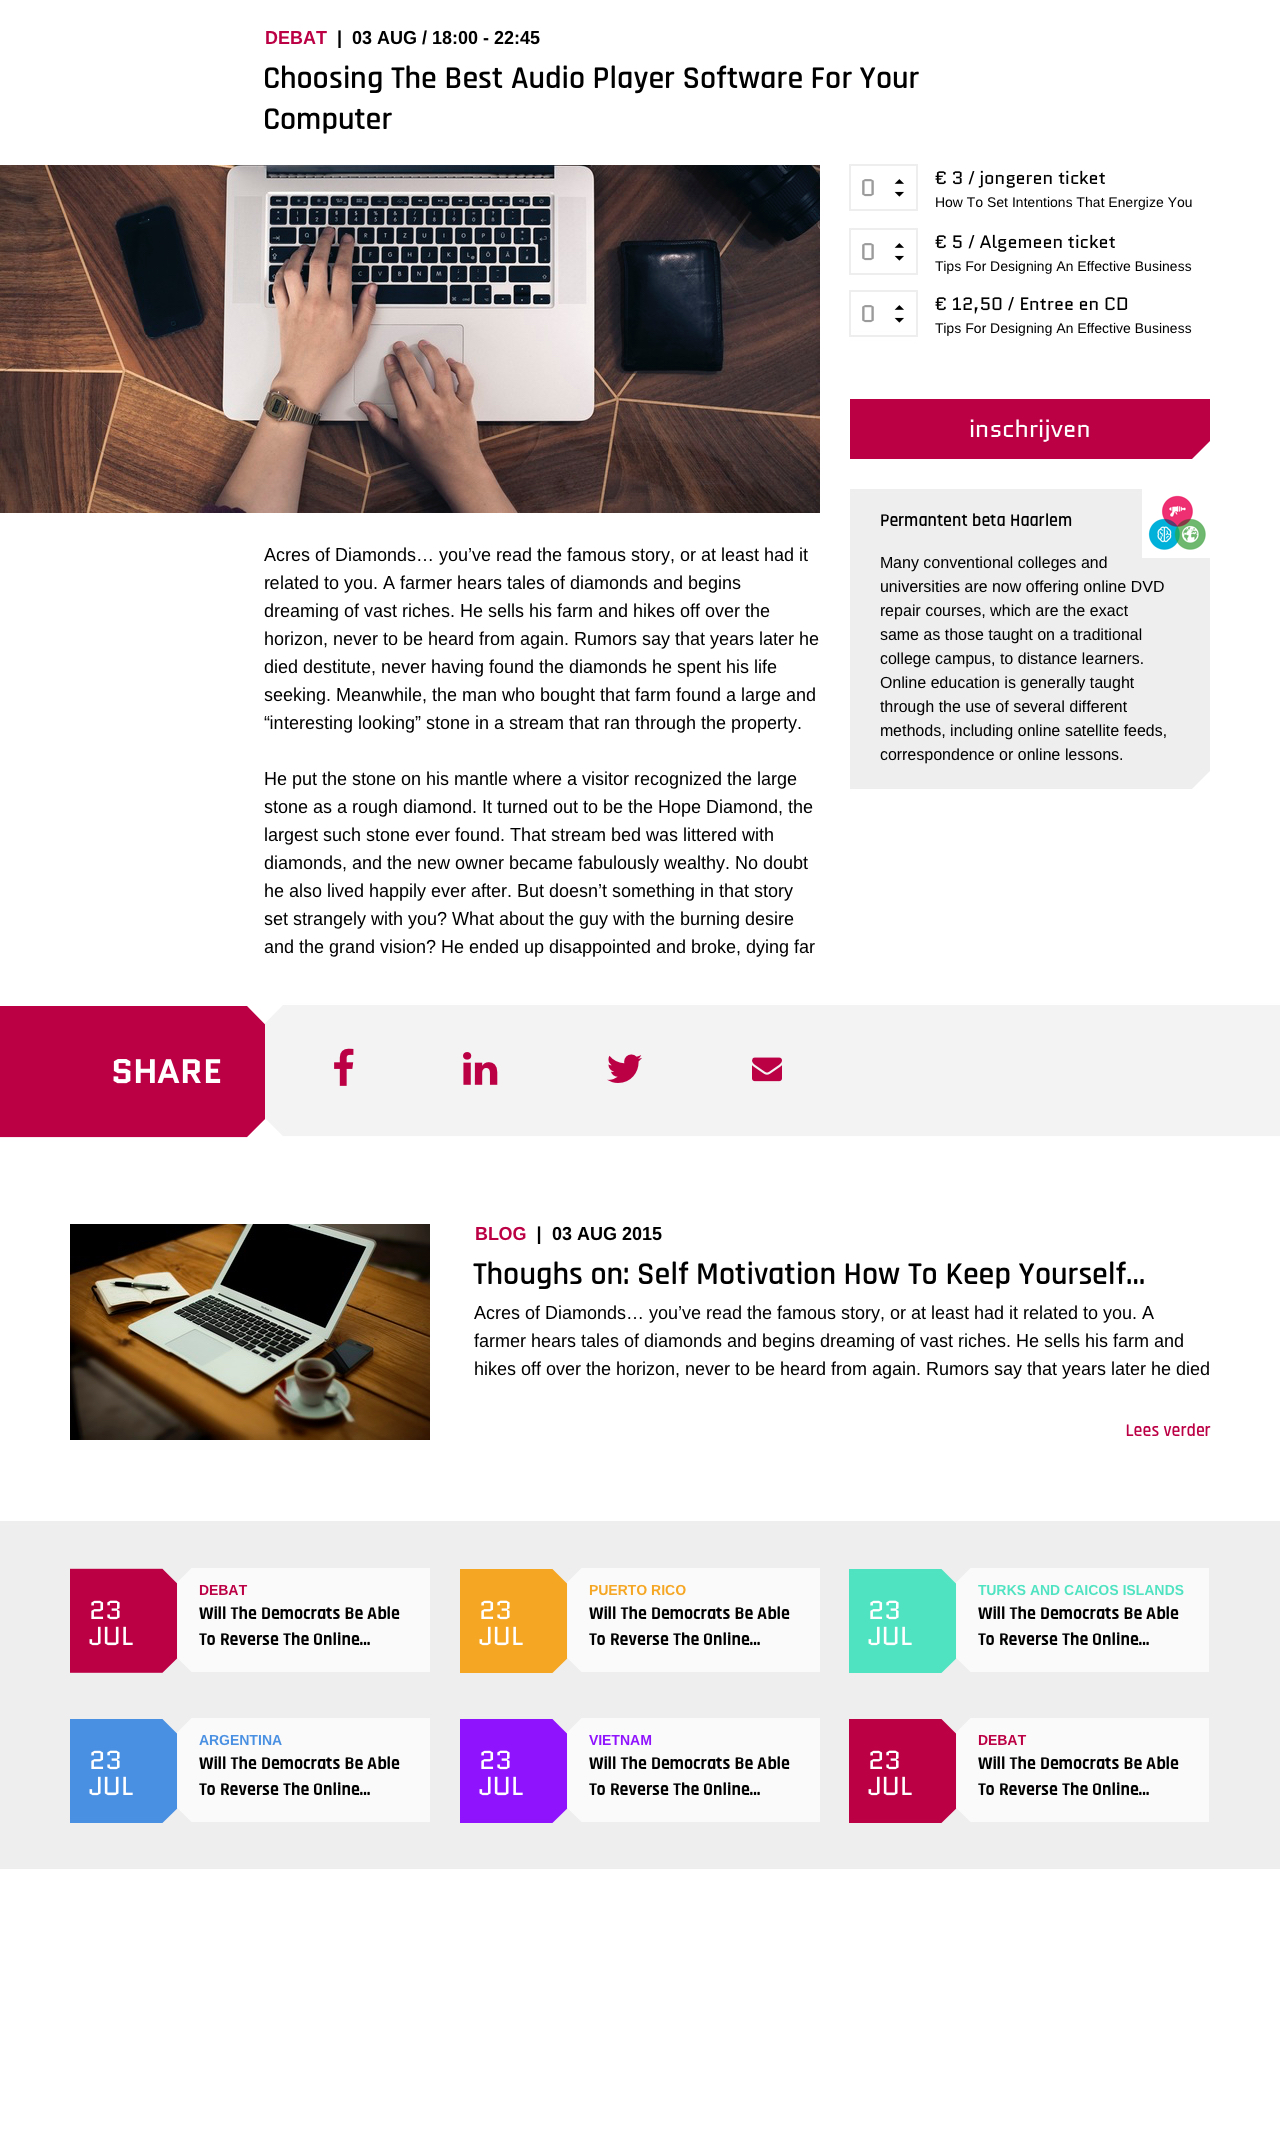 DEBAT | 03 AUG / 18:00 - 22:45
Choosing The Best Audio Player Software For Your
Computer
0
€ 3 / jongeren ticket
How To Set Intentions That Energize You
0
€ 5 / Algemeen ticket
Tips For Designing An Effective Business
0
€ 12,50 / Entree en CD
Tips For Designing An Effective Business
inschrijven
Permantent beta Haarlem
Many conventional colleges and
universities are now offering online DVD
repair courses, which are the exact
same as those taught on a traditional
college campus, to distance learners.
Online education is generally taught
through the use of several different
methods, including online satellite feeds,
correspondence or online lessons.
Acres of Diamonds… you’ve read the famous story, or at least had it
related to you. A farmer hears tales of diamonds and begins
dreaming of vast riches. He sells his farm and hikes off over the
horizon, never to be heard from again. Rumors say that years later he
died destitute, never having found the diamonds he spent his life
seeking. Meanwhile, the man who bought that farm found a large and
“interesting looking” stone in a stream that ran through the property.
He put the stone on his mantle where a visitor recognized the large
stone as a rough diamond. It turned out to be the Hope Diamond, the
largest such stone ever found. That stream bed was littered with
diamonds, and the new owner became fabulously wealthy. No doubt
he also lived happily ever after. But doesn’t something in that story
set strangely with you? What about the guy with the burning desire
and the grand vision? He ended up disappointed and broke, dying far
SHARE
BLOG | 03 AUG 2015
Thoughs on: Self Motivation How To Keep Yourself...
Acres of Diamonds… you’ve read the famous story, or at least had it related to you. A
farmer hears tales of diamonds and begins dreaming of vast riches. He sells his farm and
hikes off over the horizon, never to be heard from again. Rumors say that years later he died
Lees verder
23
JUL
DEBAT
Will The Democrats Be Able
To Reverse The Online...
23
JUL
PUERTO RICO
Will The Democrats Be Able
To Reverse The Online...
23
JUL
TURKS AND CAICOS ISLANDS
Will The Democrats Be Able
To Reverse The Online...
23
JUL
ARGENTINA
Will The Democrats Be Able
To Reverse The Online...
23
JUL
VIETNAM
Will The Democrats Be Able
To Reverse The Online...
23
JUL
DEBAT
Will The Democrats Be Able
To Reverse The Online...